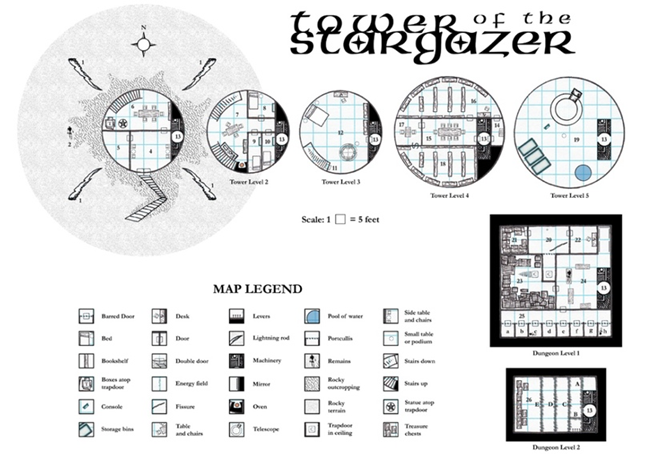 tower of the
stargazer
N
1
1
2
1
1
6
13
5
4
3
7
8
9
10
13
12
11
13
16
17
15
14
13
18
19
13
Tower Level 2
Tower Level 3
Tower Level 4
Tower Level 5
Scale: 1 = 5 feet
21
20
22
23
24
13
25
a b c d e f g h
Dungeon Level 1
26
E D C
A
B
13
Dungeon Level 2
MAP LEGEND
Barred Door
Desk
Levers
Pool of water
Side table
and chairs
Bed
Door
Lightning rod
Portcullis
Small table
or podium
Bookshelf
Double door
Machinery
Remains
Stairs down
Boxes atop
trapdoor
Energy field
Mirror
Rocky
outcropping
Stairs up
Console
Fissure
Oven
Rocky
terrain
Statue atop
trapdoor
Storage bins
Table
and chairs
Telescope
Trapdoor
in ceiling
Treasure
chests